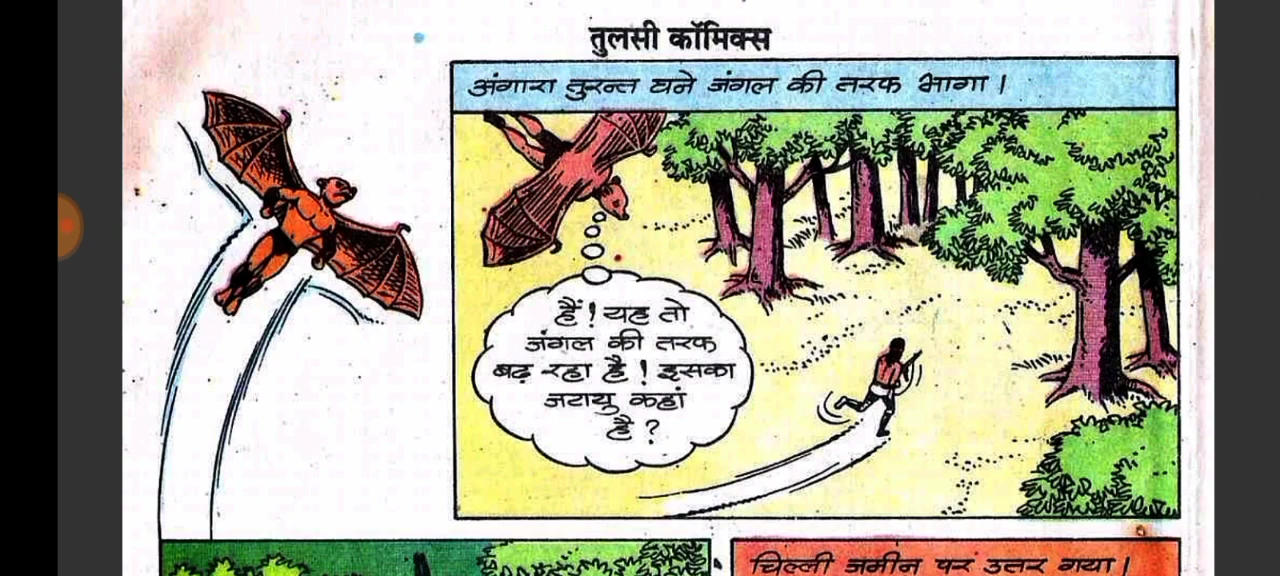 तुलसी कॉमिक्स
अंगारा तुरन्त घने जंगल की तरफ भागा।
हैं! यह तो
जंगल की तरफ
बढ़ रहा है! इसका
जटायु कहां
है?
चिल्ली जमीन पर उतर गया।